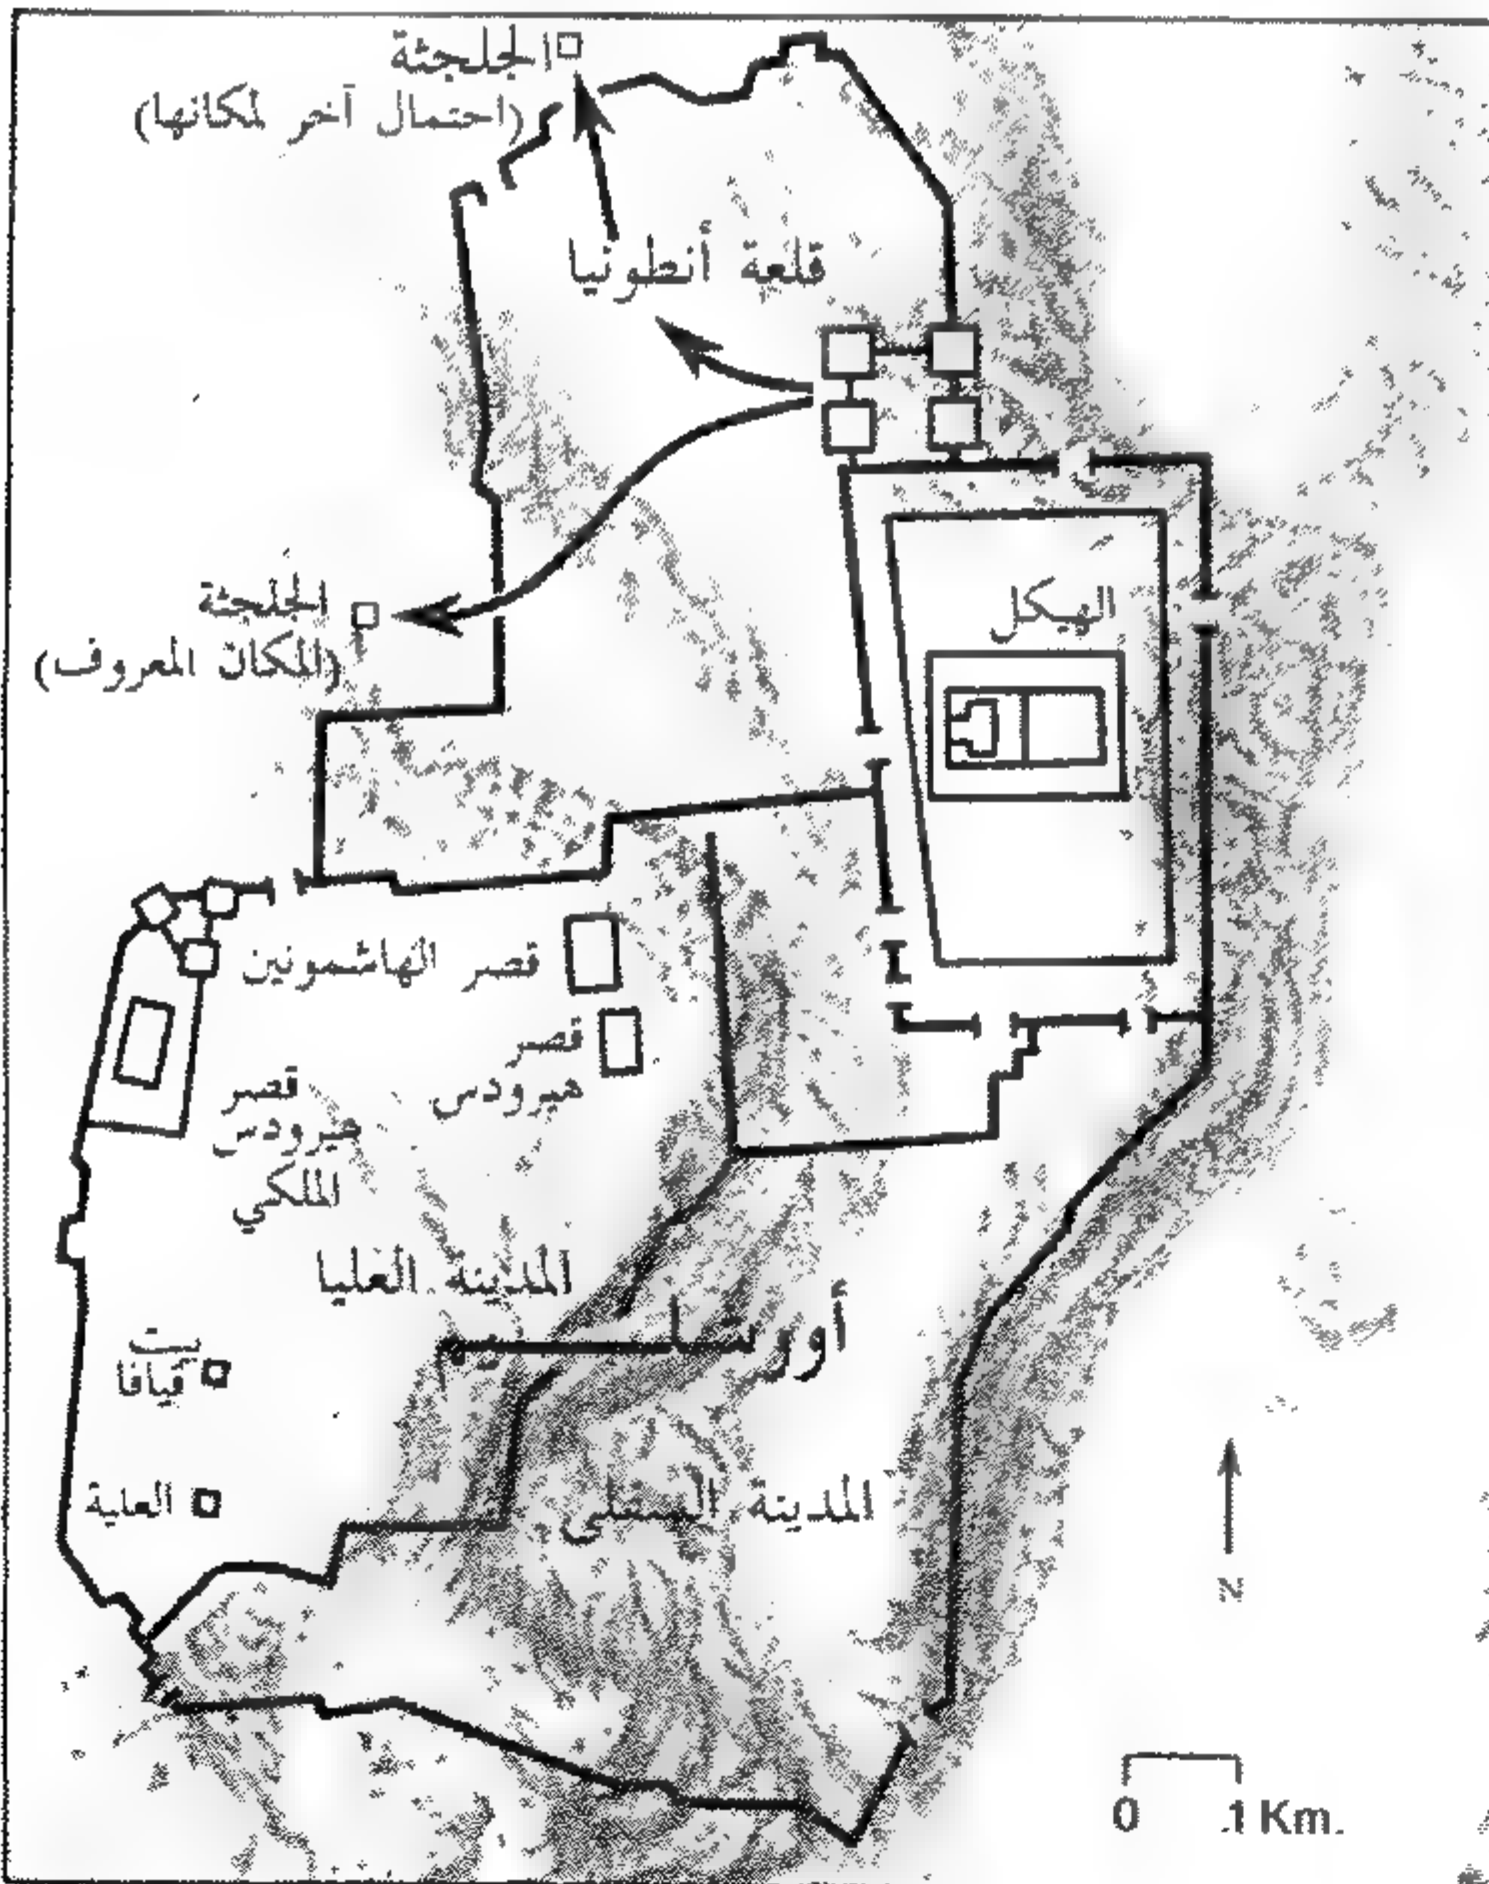 الجلجثة
(احتمال آخر لمكانها)
قلعة أنطونيا
الجلجثة
(المكان المعروف)
الهيكل
قصر الهاشمونين
قصر
هيرودس
قصر
هيرودس
الملكي
المدينة العليا
أورشليم
بيت
قيافا
العلية
المدينة السفلى
N
0 .1 Km.